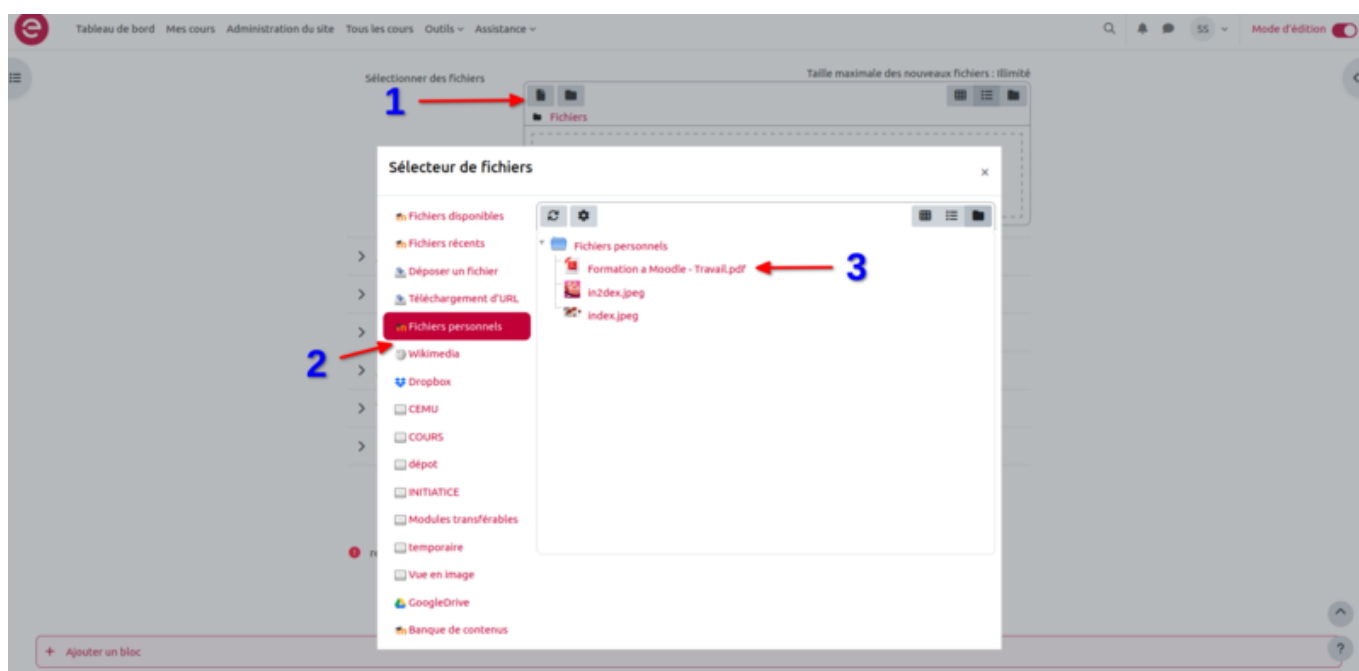 e
Tableau de bord Mes cours Administration du site Tous les cours Outils Assistance SS Mode d'édition
Sélectionner des fichiers
Taille maximale des nouveaux fichiers : Illimité
1
Fichiers
Sélecteur de fichiers ×
Fichiers disponibles
Fichiers récents
Déposer un fichier
Téléchargement d'URL
Fichiers personnels
Wikimedia
Dropbox
CEMU
COURS
dépot
INITIATICE
Modules transférables
temporaire
Vue en image
GoogleDrive
Banque de contenus
2
Fichiers personnels
Formation a Moodle - Travail.pdf
3
in2dex.jpeg
index.jpeg
+ Ajouter un bloc
?